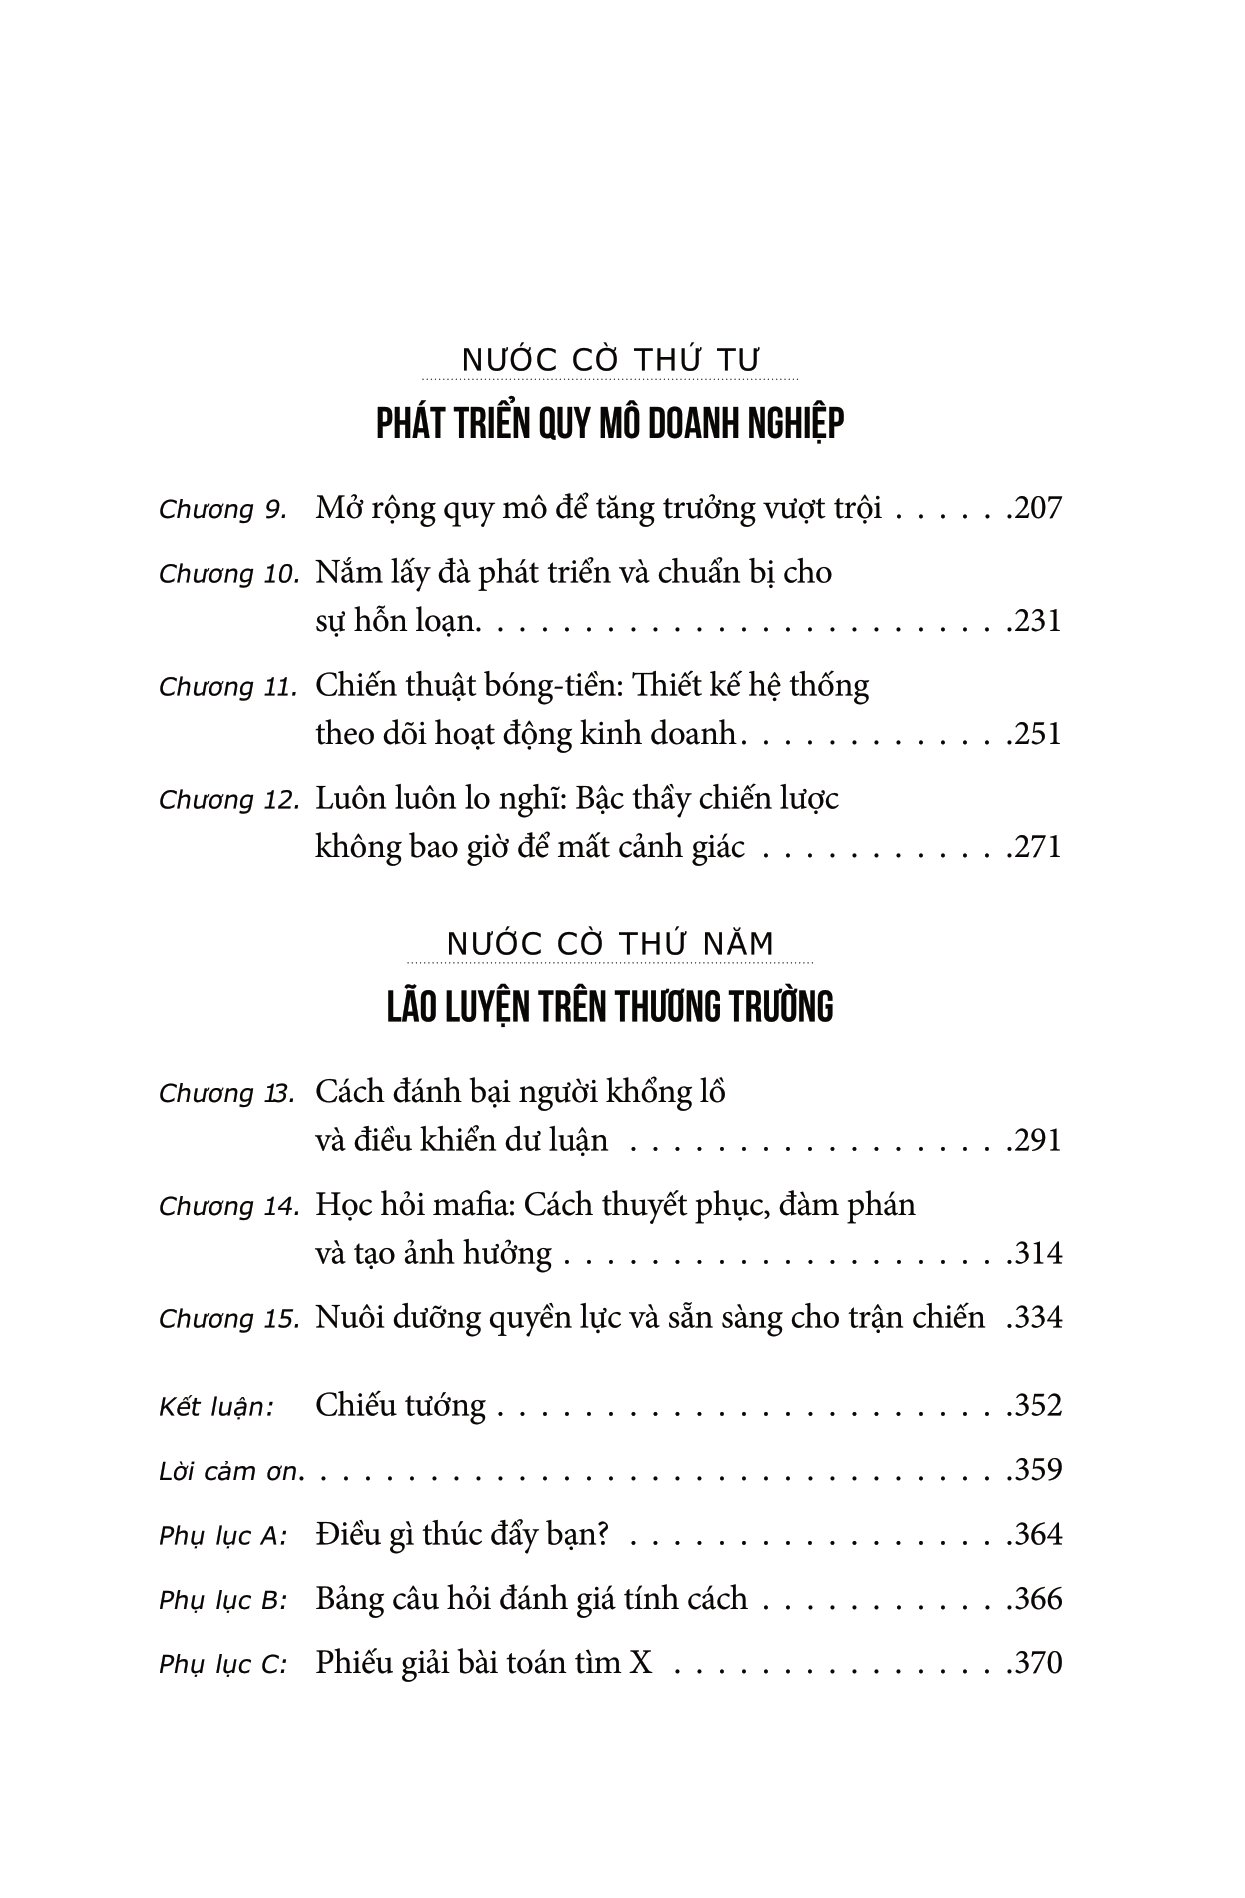 NƯỚC CỜ THỨ TƯ
PHÁT TRIỂN QUY MÔ DOANH NGHIỆP
Chương 9. Mở rộng quy mô để tăng trưởng vượt trội . . . . . .207
Chương 10. Nắm lấy đà phát triển và chuẩn bị cho
sự hỗn loạn. . . . . . . . . . . . . . . . . . . . . . . . .231
Chương 11. Chiến thuật bóng-tiền: Thiết kế hệ thống
theo dõi hoạt động kinh doanh. . . . . . . . . . . . .251
Chương 12. Luôn luôn lo nghĩ: Bậc thầy chiến lược
không bao giờ để mất cảnh giác . . . . . . . . . . . .271
NƯỚC CỜ THỨ NĂM
LÃO LUYỆN TRÊN THƯƠNG TRƯỜNG
Chương 13. Cách đánh bại người khổng lồ
và điều khiển dư luận . . . . . . . . . . . . . . . . . .291
Chương 14. Học hỏi mafia: Cách thuyết phục, đàm phán
và tạo ảnh hưởng . . . . . . . . . . . . . . . . . . . . .314
Chương 15. Nuôi dưỡng quyền lực và sẵn sàng cho trận chiến .334
Kết luận: Chiếu tướng . . . . . . . . . . . . . . . . . . . . . . . .352
Lời cảm ơn. . . . . . . . . . . . . . . . . . . . . . . . . . . . . . . . .359
Phụ lục A: Điều gì thúc đẩy bạn? . . . . . . . . . . . . . . . . . .364
Phụ lục B: Bảng câu hỏi đánh giá tính cách . . . . . . . . . . . .366
Phụ lục C: Phiếu giải bài toán tìm X . . . . . . . . . . . . . . . .370